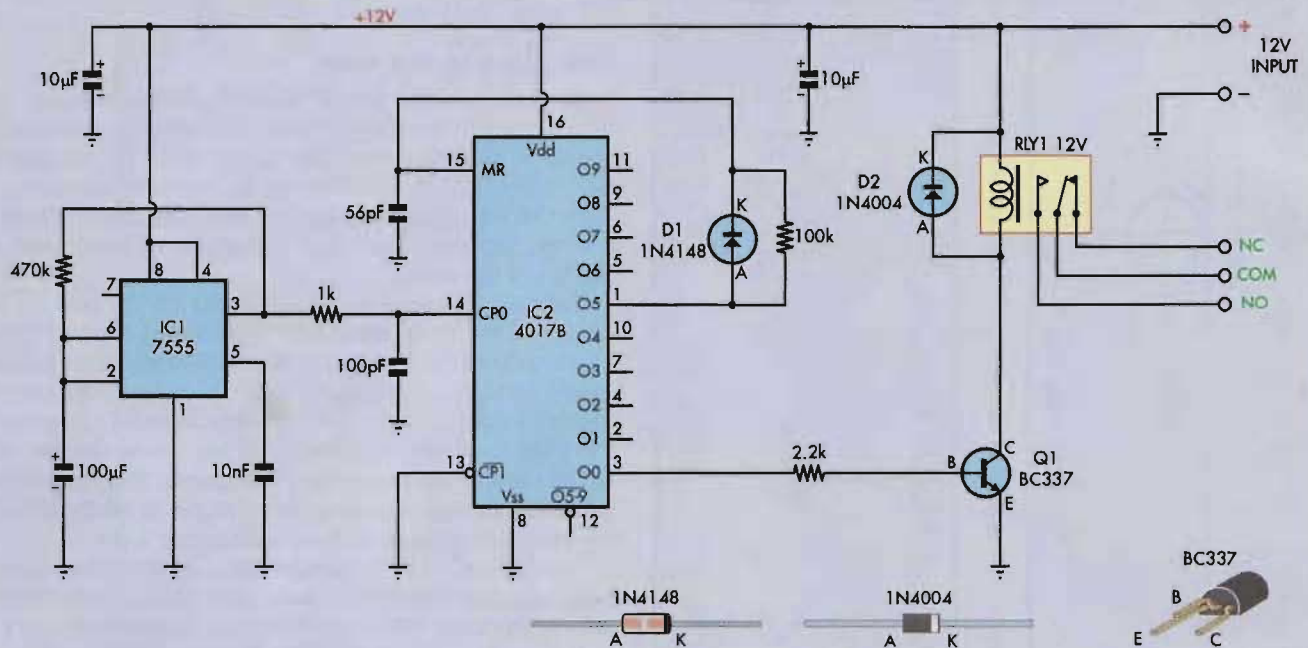 +12V
+
12V
INPUT
−
10µF
+
−
+
10µF
−
16
Vdd
15
MR
O9
11
O8
9
O7
6
O6
5
O5
1
O4
10
O3
7
O2
4
O1
2
O0
3
56pF
K
D1
1N4148
A
100k
K
D2
1N4004
A
RLY1 12V
NC
COM
NO
470k
7
8
4
3
6
IC1
7555
5
2
1
1k
14
CP0
IC2
4017B
100pF
+
100µF
−
10nF
13
CP1
Vss
8
O5-9
12
2.2k
B
C
Q1
BC337
E
1N4148
A
K
1N4004
A
K
BC337
B
E
C